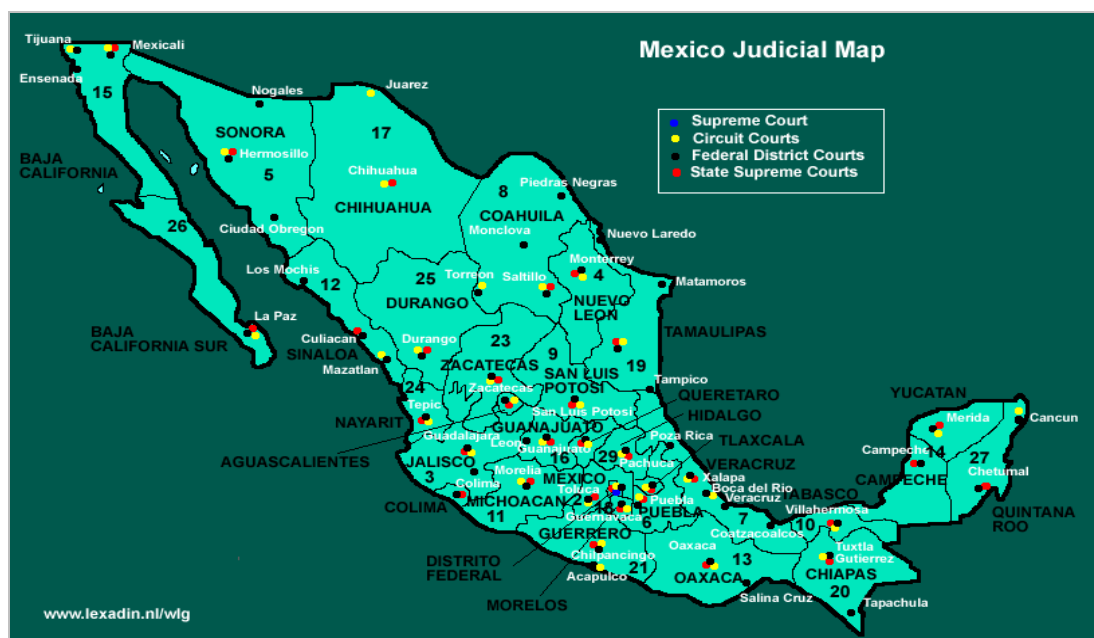 Mexico Judicial Map
Supreme Court
Circuit Courts
Federal District Courts
State Supreme Courts
Tijuana
Mexicali
Ensenada
15
Nogales
Juarez
SONORA
17
Hermosillo
BAJA
CALIFORNIA
5
Chihuahua
CHIHUAHUA
8
Piedras Negras
COAHUILA
Monclova
26
Ciudad Obregon
Nuevo Laredo
Los Mochis
12
25
Torreon
Saltillo
Monterrey
4
DURANGO
NUEVO
LEON
Matamoros
La Paz
BAJA
CALIFORNIA SUR
Culiacan
SINALOA
Mazatlan
Durango
23
ZACATECAS
9
SAN LUIS
POTOSI
TAMAULIPAS
19
24
Zacatecas
Tampico
Tepic
San Luis Potosi
QUERETARO
YUCATAN
NAYARIT
GUANAJUATO
HIDALGO
Merida
Cancun
Guadalajara
Leon
Guanajurato
Poza Rica
TLAXCALA
AGUASCALIENTES
16
29
Pachuca
Campeche
14
27
JALISCO
Morelia
MEXICO
VERACRUZ
Xalapa
CAMPECHE
Chetumal
3
Colima
Toluca
2
Puebla
Boca del Rio
TABASCO
COLIMA
MICHOACAN
18
PUEBLA
Veracruz
Villahermosa
QUINTANA
ROO
11
Guernavaca
6
7
10
GUERRERO
Coatzacoalcos
DISTRITO
FEDERAL
Chilpancingo
Oaxaca
13
Tuxtla
Gutierrez
Acapulco
21
OAXACA
CHIAPAS
MORELOS
Salina Cruz
20
Tapachula
www.lexadin.nl/wlg